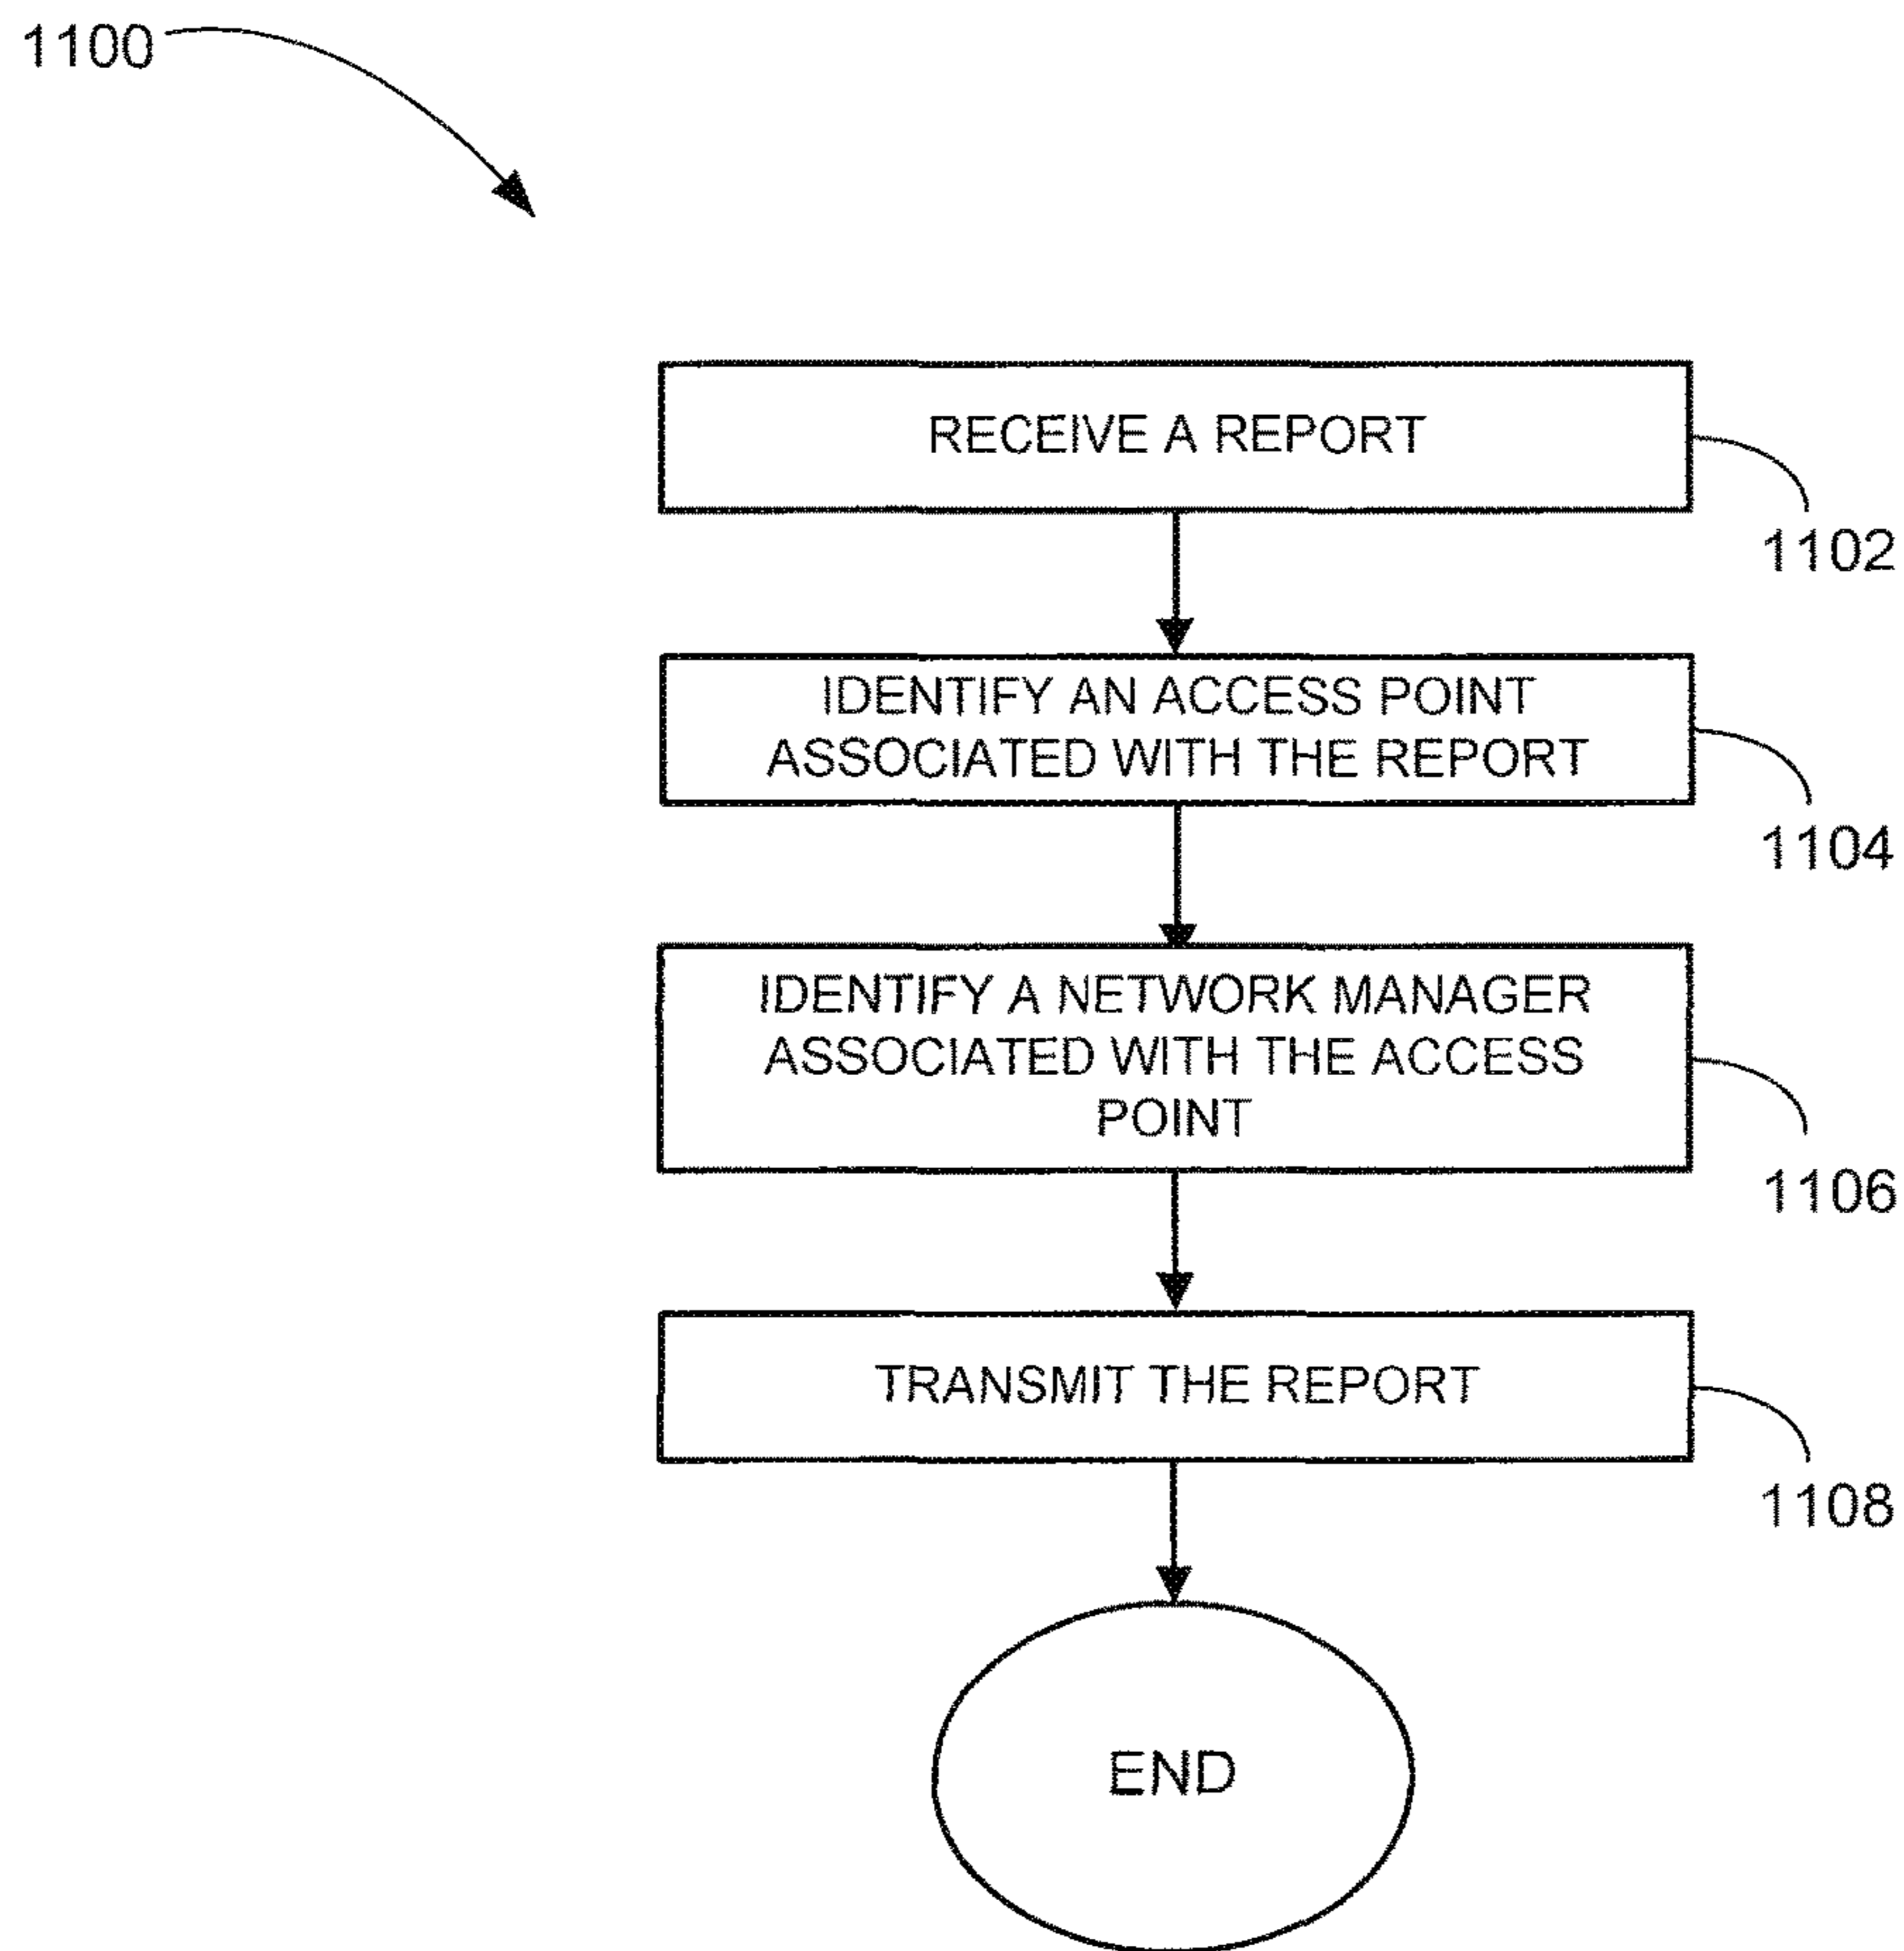 1100
RECEIVE A REPORT
1102
IDENTIFY AN ACCESS POINT
ASSOCIATED WITH THE REPORT
1104
IDENTIFY A NETWORK MANAGER
ASSOCIATED WITH THE ACCESS
POINT
1106
TRANSMIT THE REPORT
1108
END